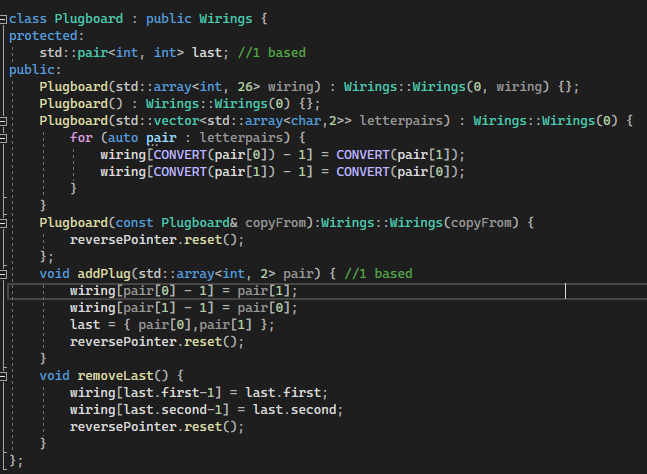 class Plugboard : public Wirings {
protected:
    std::pair<int, int> last; //1 based
public:
    Plugboard(std::array<int, 26> wiring) : Wirings::Wirings(0, wiring) {};
    Plugboard() : Wirings::Wirings(0) {};
    Plugboard(std::vector<std::array<char,2>> letterpairs) : Wirings::Wirings(0) {
        for (auto pair : letterpairs) {
            wiring[CONVERT(pair[0]) - 1] = CONVERT(pair[1]);
            wiring[CONVERT(pair[1]) - 1] = CONVERT(pair[0]);
        }
    }
    Plugboard(const Plugboard& copyFrom):Wirings::Wirings(copyFrom) {
        reversePointer.reset();
    };
    void addPlug(std::array<int, 2> pair) { //1 based
        wiring[pair[0] - 1] = pair[1];
        wiring[pair[1] - 1] = pair[0];
        last = { pair[0],pair[1] };
        reversePointer.reset();
    }
    void removeLast() {
        wiring[last.first-1] = last.first;
        wiring[last.second-1] = last.second;
        reversePointer.reset();
    }
};